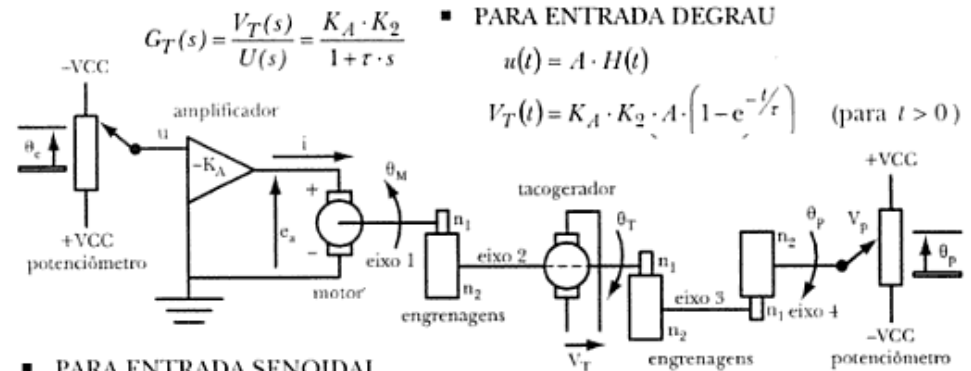 G_T(s) = V_T(s) / U(s) = K_A · K_2 / 1 + τ · s
▪ PARA ENTRADA DEGRAU
u(t) = A · H(t)
V_T(t) = K_A · K_2 · A · (1 − e^(−t/τ)) (para t > 0)
−VCC
amplificador
θ_c
u
−K_A
i
+VCC
potenciômetro
e_a
+
−
motor
θ_M
eixo 1
n_1
n_2
engrenagens
eixo 2
tacogerador
V_T
θ_T
n_1
n_2
eixo 3
engrenagens
n_2
n_1
eixo 4
θ_P
V_p
+VCC
θ_p
−VCC
potenciômetro
▪ PARA ENTRADA SENOIDAL